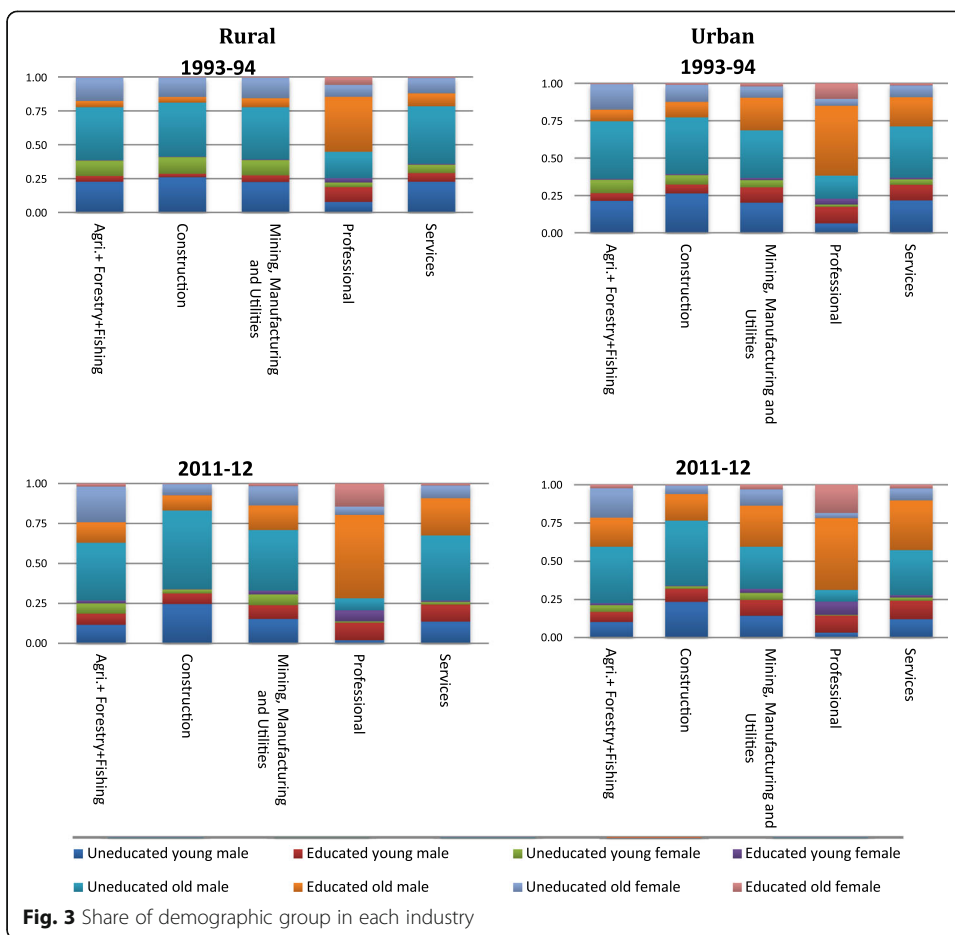 Rural
1993-94
1.00
0.75
0.50
0.25
0.00
Agri.+ Forestry+Fishing
Construction
Mining, Manufacturing
and Utilities
Professional
Services
Urban
1993-94
1.00
0.75
0.50
0.25
0.00
Agri.+ Forestry+Fishing
Construction
Mining, Manufacturing and
Utilities
Professional
Services
2011-12
1.00
0.75
0.50
0.25
0.00
Agri.+ Forestry+Fishing
Construction
Mining, Manufacturing
and Utilities
Professional
Services
2011-12
1.00
0.75
0.50
0.25
0.00
Agri.+ Forestry+Fishing
Construction
Mining, Manufacturing and
Utilities
Professional
Services
Uneducated young male Educated young male Uneducated young female Educated young female
Uneducated old male Educated old male Uneducated old female Educated old female
Fig. 3 Share of demographic group in each industry